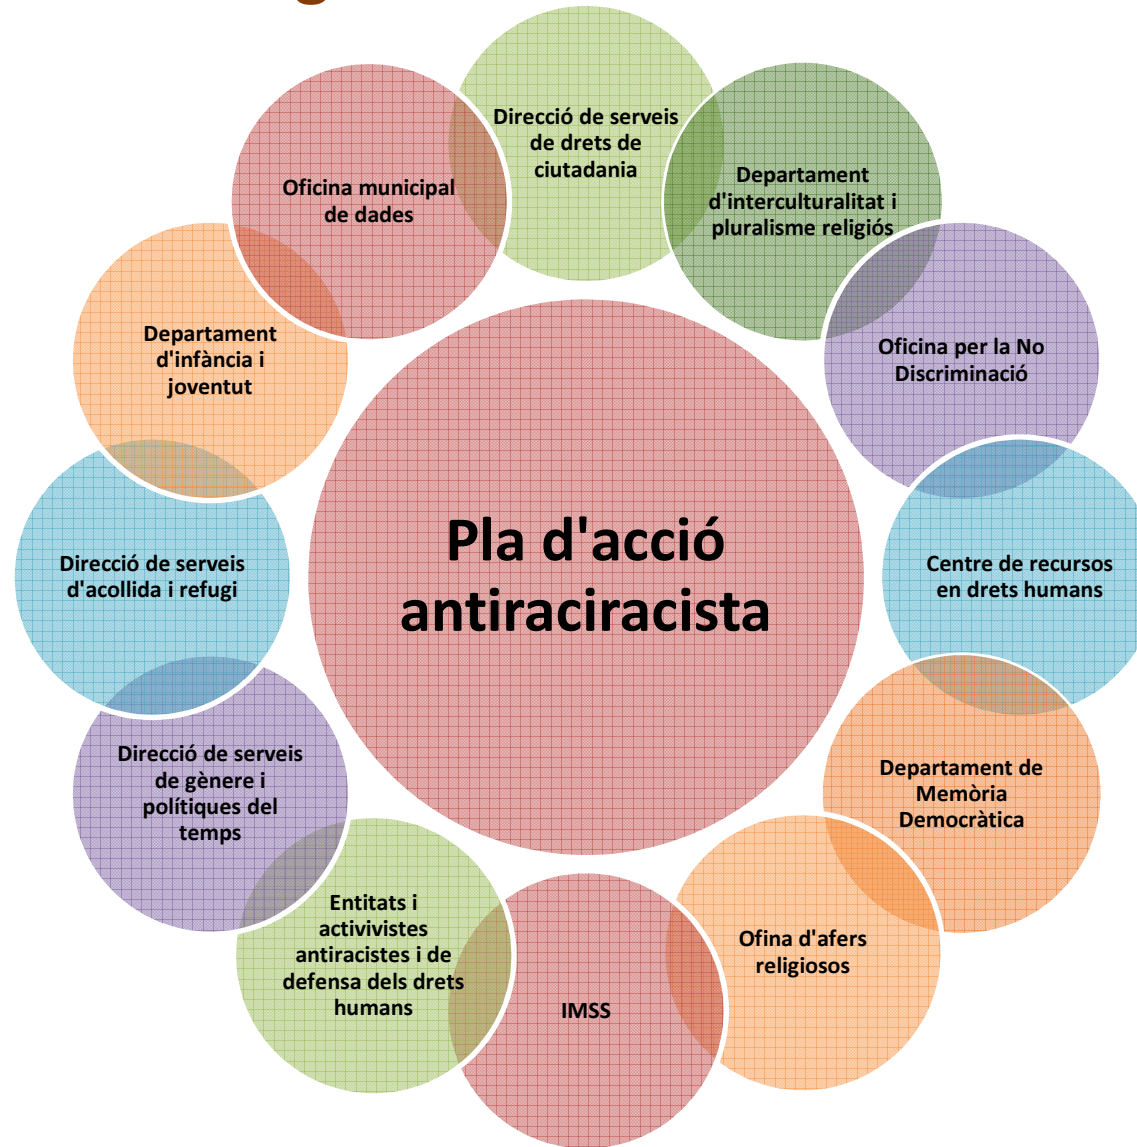 Direcció de serveis
de drets de
ciutadania
Departament
d'interculturalitat i
pluralisme religiós
Oficina per la No
Discriminació
Centre de recursos
en drets humans
Departament de
Memòria
Democràtica
Ofina d'afers
religiosos
IMSS
Entitats i
activivistes
antiracistes i de
defensa dels drets
humans
Direcció de serveis
de gènere i
polítiques del
temps
Direcció de serveis
d'acollida i refugi
Departament
d'infància i
joventut
Oficina municipal
de dades
Pla d'acció
antiraciracista